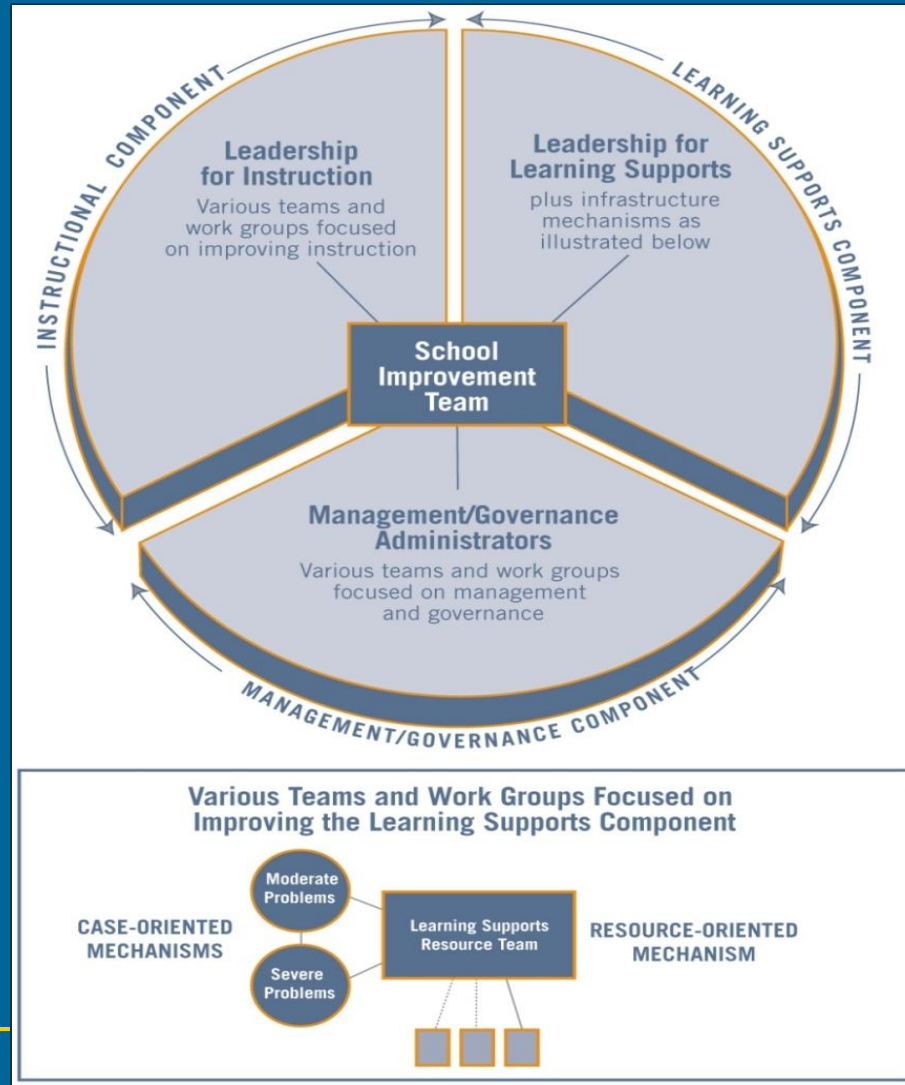 INSTRUCTIONAL COMPONENT
LEARNING SUPPORTS COMPONENT
Leadership
for Instruction
Various teams and
work groups focused
on improving instruction
Leadership for
Learning Supports
plus infrastructure
mechanisms as
illustrated below
School
Improvement
Team
Management/Governance
Administrators
Various teams and work groups
focused on management
and governance
MANAGEMENT/GOVERNANCE COMPONENT
Various Teams and Work Groups Focused on
Improving the Learning Supports Component
CASE-ORIENTED
MECHANISMS
Moderate
Problems
Severe
Problems
Learning Supports
Resource Team
RESOURCE-ORIENTED
MECHANISM